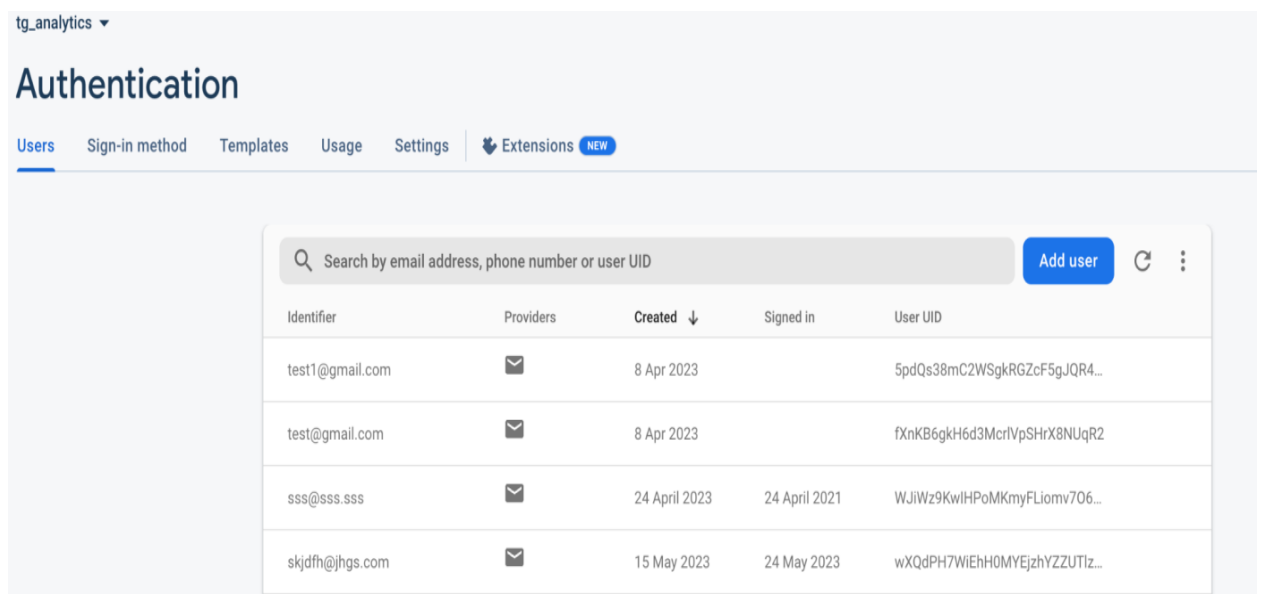 tg_analytics
Authentication
Users Sign-in method Templates Usage Settings Extensions NEW
Search by email address, phone number or user UID Add user
Identifier Providers Created Signed in User UID
test1@gmail.com 8 Apr 2023 5pdQs38mC2WSgkRGZcF5gJQR4...
test@gmail.com 8 Apr 2023 fXnKB6gkH6d3McrlVpSHrX8NUqR2
sss@sss.sss 24 April 2023 24 April 2021 WJiWz9KwIHPoMKmyFLiomv7O6...
skjdfh@jhgs.com 15 May 2023 24 May 2023 wXQdPH7WiEhH0MYEjzhYZZUTlz...